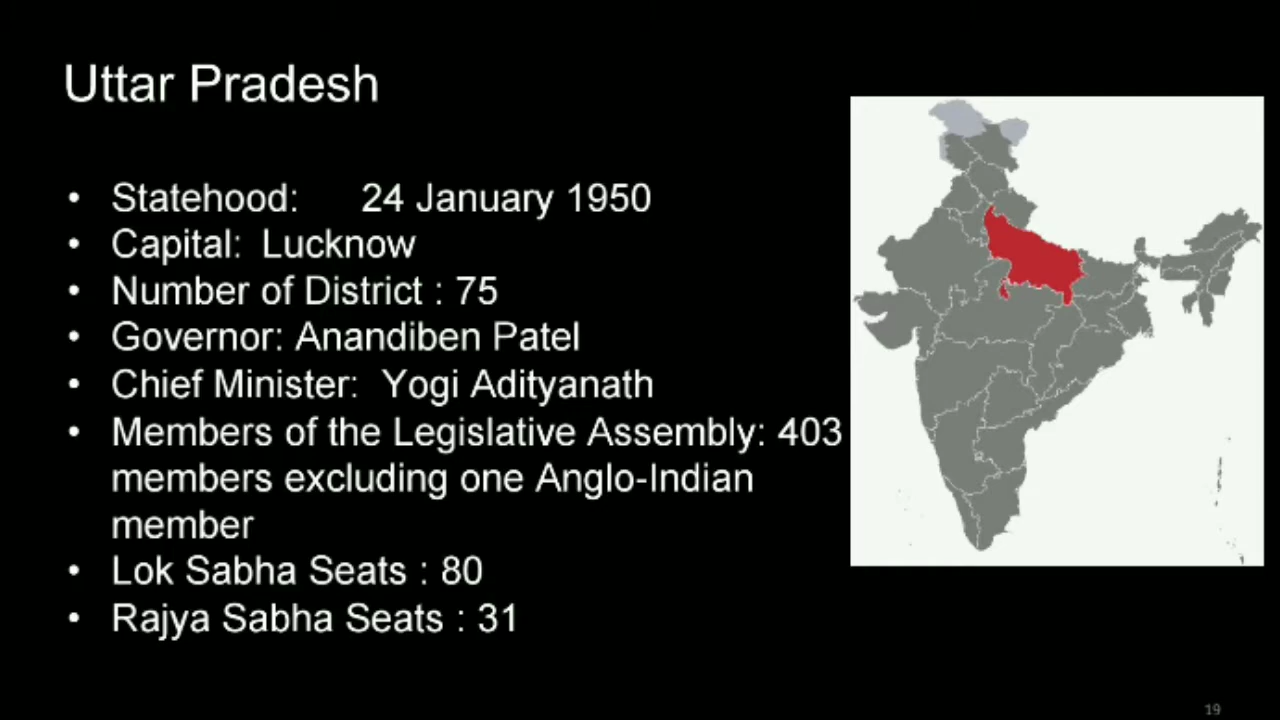 Uttar Pradesh
• Statehood: 24 January 1950
• Capital: Lucknow
• Number of District : 75
• Governor: Anandiben Patel
• Chief Minister: Yogi Adityanath
• Members of the Legislative Assembly: 403
members excluding one Anglo-Indian
member
• Lok Sabha Seats : 80
• Rajya Sabha Seats : 31
19